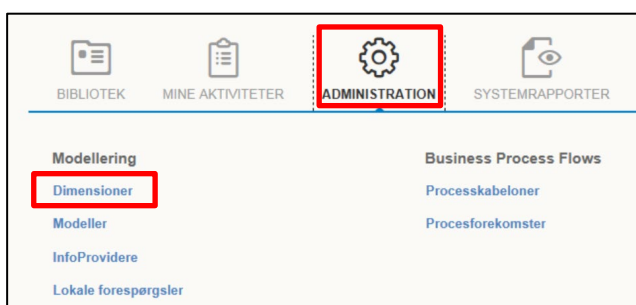 BIBLIOTEK
MINE AKTIVITETER
ADMINISTRATION
SYSTEMRAPPORTER
Modellering
Dimensioner
Modeller
InfoProvidere
Lokale forespørgsler
Business Process Flows
Processkabeloner
Procesforekomster